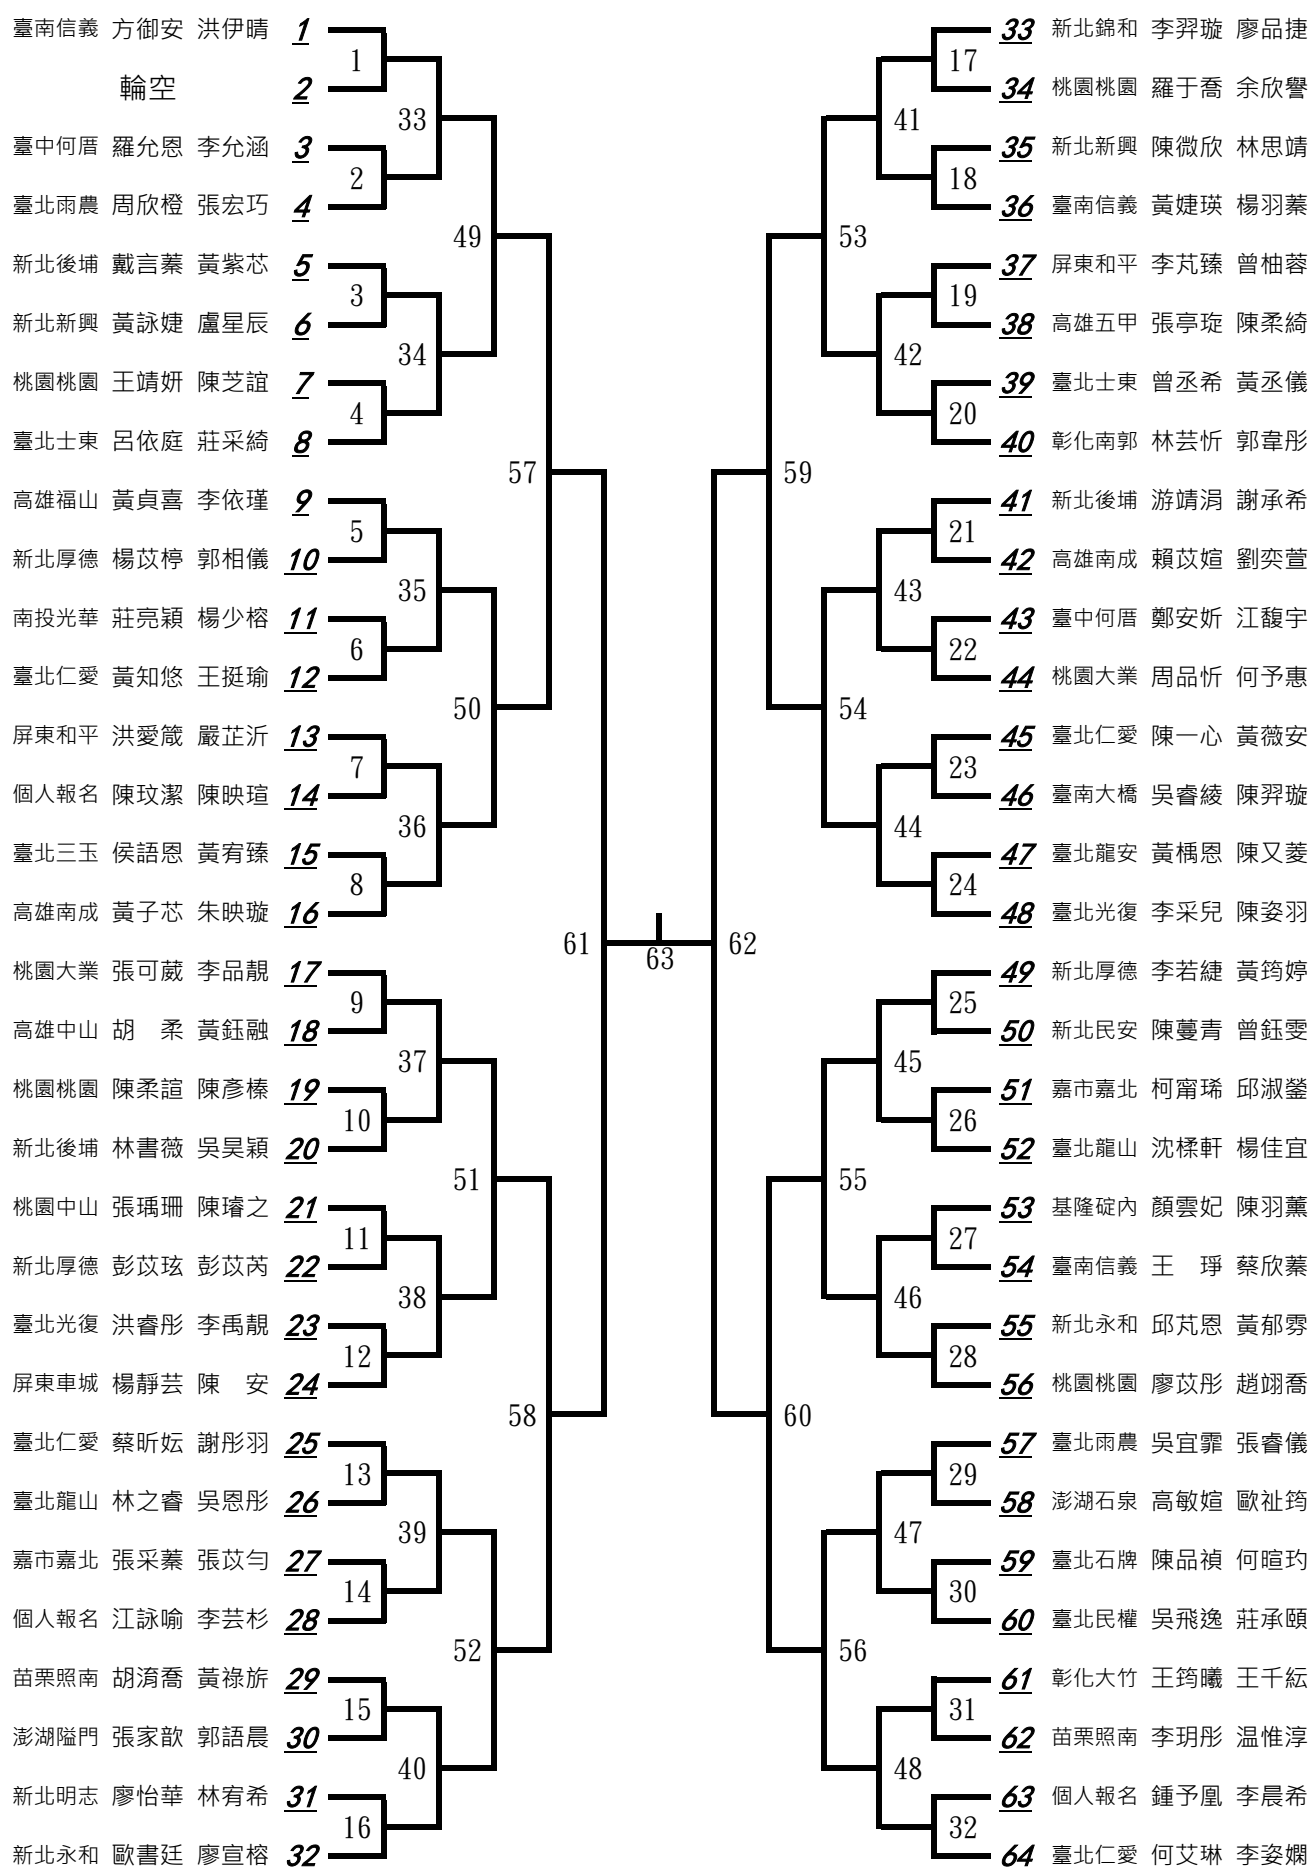 臺南信義 方御安 洪伊晴 1
輪空 2
臺中何厝 羅允恩 李允涵 3
臺北雨農 周欣橙 張宏巧 4
新北後埔 戴言蓁 黃紫芯 5
新北新興 黃詠婕 盧星辰 6
桃園桃園 王靖妍 陳芝誼 7
臺北士東 呂依庭 莊采綺 8
高雄福山 黃貞喜 李依瑾 9
新北厚德 楊苡楟 郭相儀 10
南投光華 莊亮穎 楊少榕 11
臺北仁愛 黃知悠 王挺瑜 12
屏東和平 洪愛箴 嚴芷沂 13
個人報名 陳玟潔 陳映瑄 14
臺北三玉 侯語恩 黃宥臻 15
高雄南成 黃子芯 朱映璇 16
桃園大業 張可葳 李品靚 17
高雄中山 胡 柔 黃鈺融 18
桃園桃園 陳柔諠 陳彥榛 19
新北後埔 林書薇 吳昊穎 20
桃園中山 張瑀珊 陳璿之 21
新北厚德 彭苡玹 彭苡芮 22
臺北光復 洪睿彤 李禹靚 23
屏東車城 楊靜芸 陳 安 24
臺北仁愛 蔡昕妘 謝彤羽 25
臺北龍山 林之睿 吳恩彤 26
嘉市嘉北 張采蓁 張苡勻 27
個人報名 江詠喻 李芸杉 28
苗栗照南 胡淯喬 黃祿旂 29
澎湖隘門 張家歆 郭語晨 30
新北明志 廖怡華 林宥希 31
新北永和 歐書廷 廖宣榕 32
1
2
3
4
5
6
7
8
9
10
11
12
13
14
15
16
33
34
35
36
37
38
39
40
49
50
51
52
57
58
61
63
62
59
60
53
54
55
56
41
42
43
44
45
46
47
48
17
18
19
20
21
22
23
24
25
26
27
28
29
30
31
32
33 新北錦和 李羿璇 廖品捷
34 桃園桃園 羅于喬 余欣譽
35 新北新興 陳微欣 林思靖
36 臺南信義 黃婕瑛 楊羽蓁
37 屏東和平 李芃臻 曾柚蓉
38 高雄五甲 張亭琁 陳柔綺
39 臺北士東 曾丞希 黃丞儀
40 彰化南郭 林芸忻 郭韋彤
41 新北後埔 游靖涓 謝承希
42 高雄南成 賴苡媗 劉奕萱
43 臺中何厝 鄭安妡 江馥宇
44 桃園大業 周品忻 何予惠
45 臺北仁愛 陳一心 黃薇安
46 臺南大橋 吳睿綾 陳羿璇
47 臺北龍安 黃楀恩 陳又菱
48 臺北光復 李采兒 陳姿羽
49 新北厚德 李若緁 黃筠婷
50 新北民安 陳蔓青 曾鈺雯
51 嘉市嘉北 柯甯琋 邱淑鎣
52 臺北龍山 沈楺軒 楊佳宜
53 基隆碇內 顏雲妃 陳羽薰
54 臺南信義 王 琤 蔡欣蓁
55 新北永和 邱芃恩 黃郁雰
56 桃園桃園 廖苡彤 趙翊喬
57 臺北雨農 吳宜霏 張睿儀
58 澎湖石泉 高敏媗 歐祉筠
59 臺北石牌 陳品禎 何暄玓
60 臺北民權 吳飛逸 莊承頤
61 彰化大竹 王筠曦 王千紜
62 苗栗照南 李玥彤 温惟淳
63 個人報名 鍾予凰 李晨希
64 臺北仁愛 何艾琳 李姿嫻